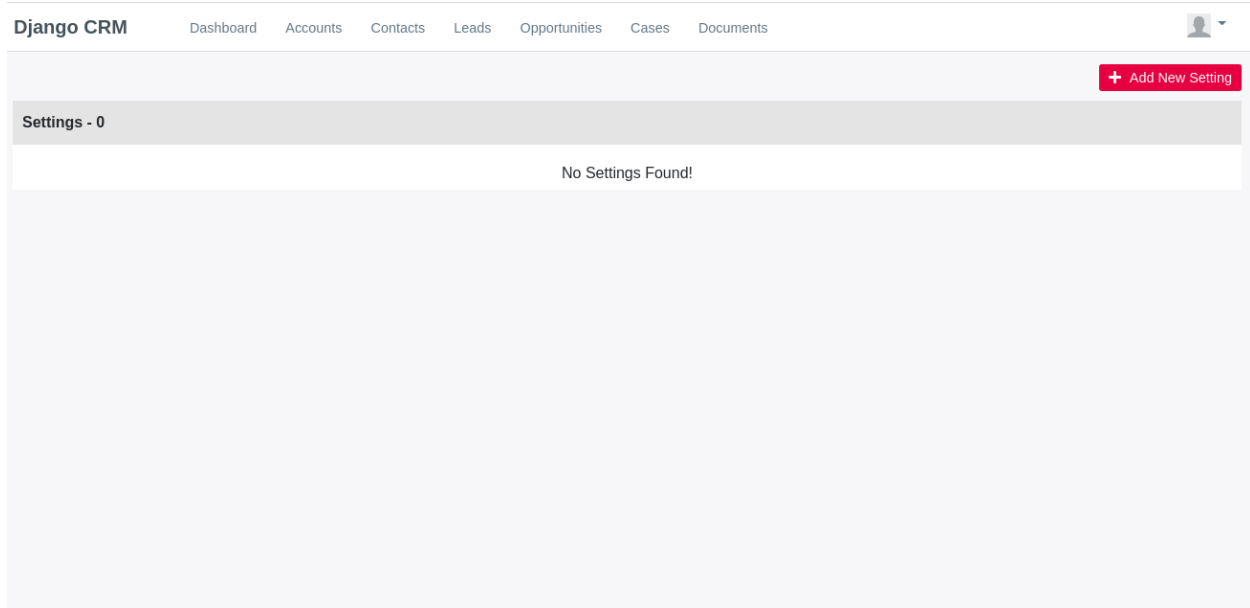 Django CRM Dashboard Accounts Contacts Leads Opportunities Cases Documents
Add New Setting
Settings - 0
No Settings Found!